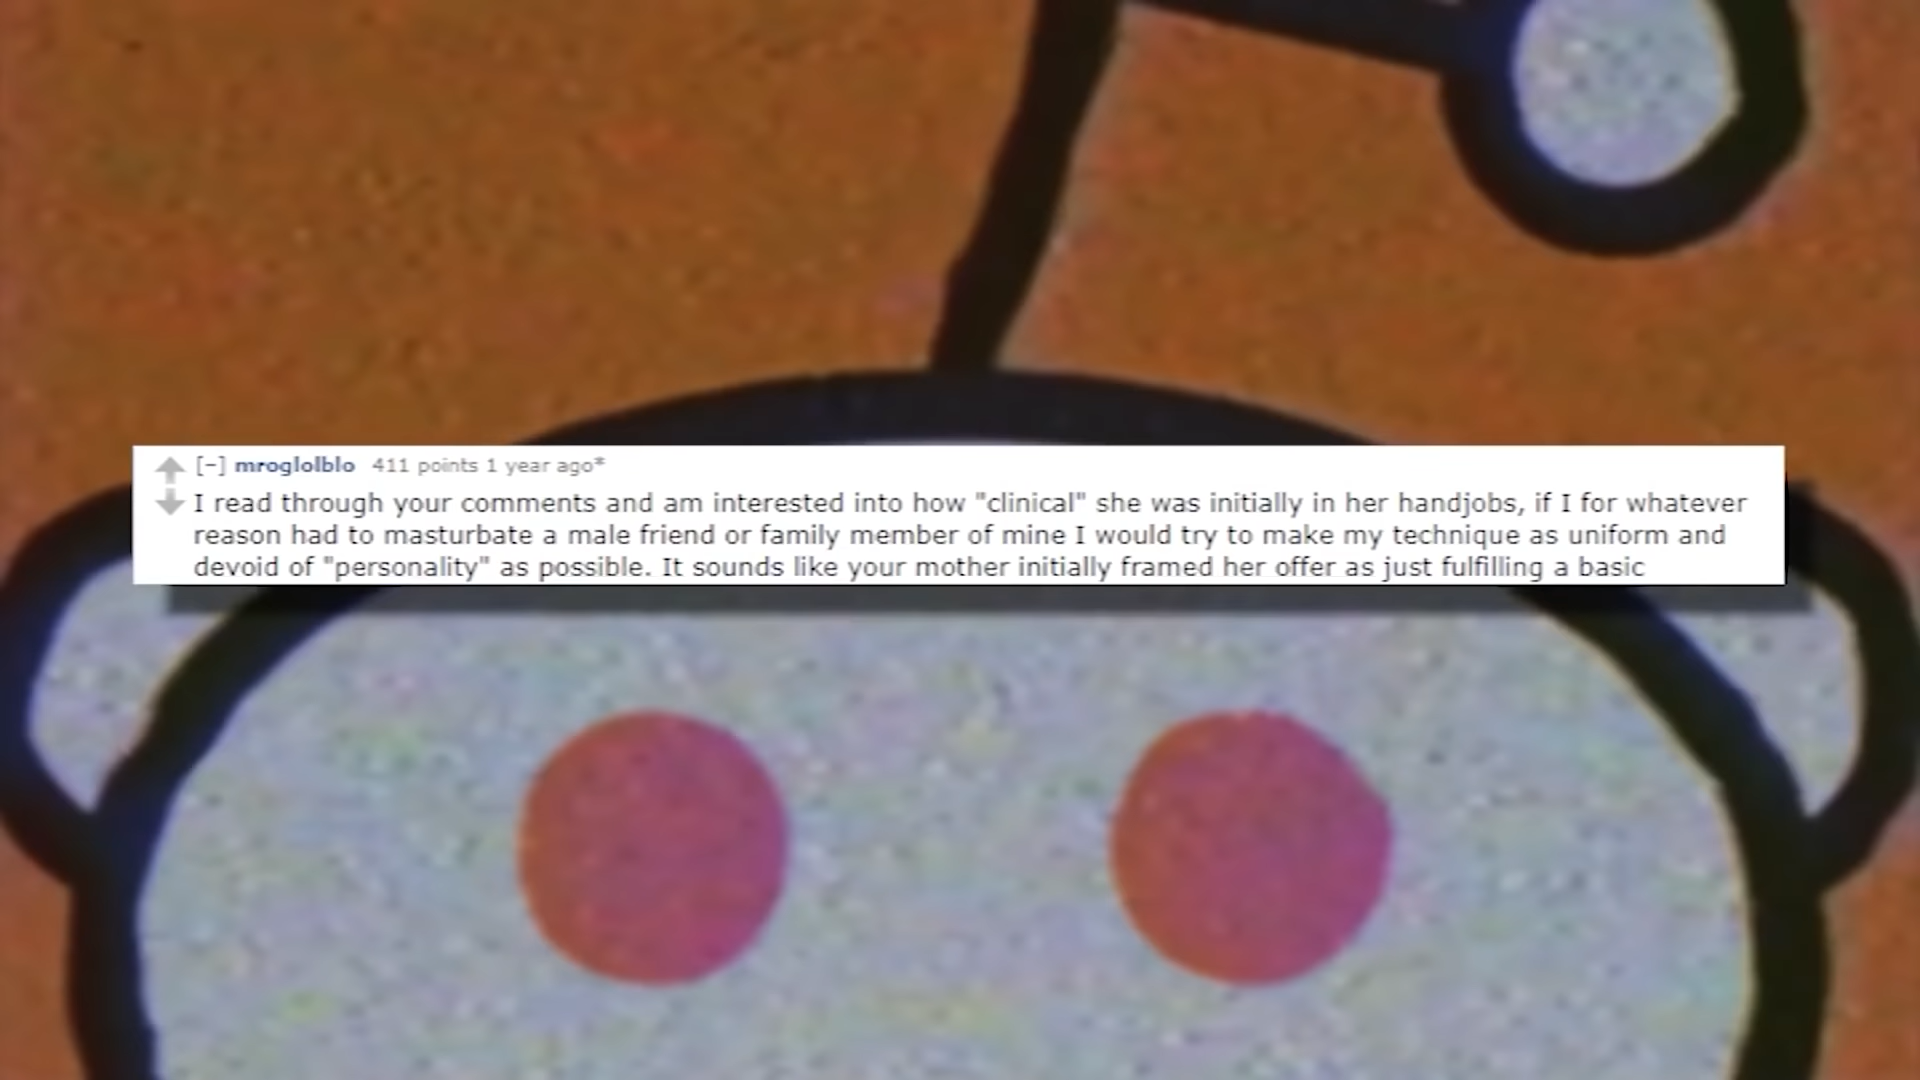 [-] mroglolblo 411 points 1 year ago*
I read through your comments and am interested into how "clinical" she was initially in her handjobs, if I for whatever
reason had to masturbate a male friend or family member of mine I would try to make my technique as uniform and
devoid of "personality" as possible. It sounds like your mother initially framed her offer as just fulfilling a basic